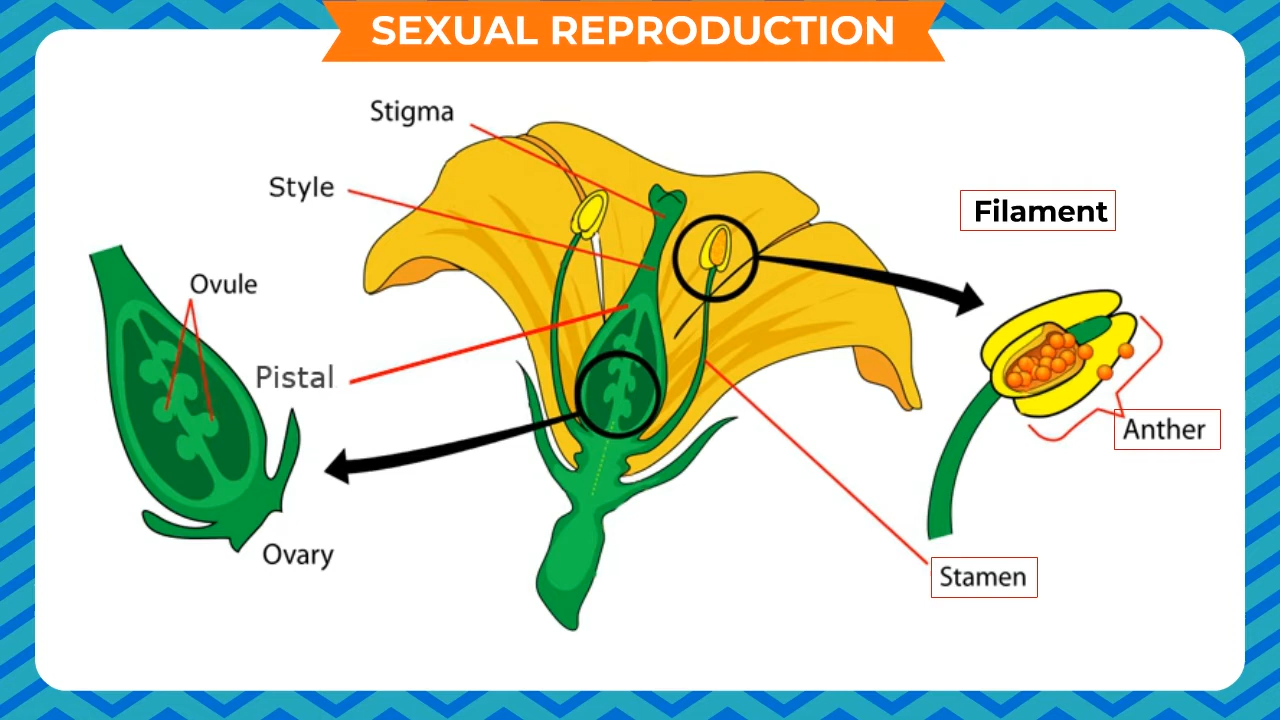 SEXUAL REPRODUCTION
Stigma
Style
Filament
Ovule
Pistal
Anther
Ovary
Stamen